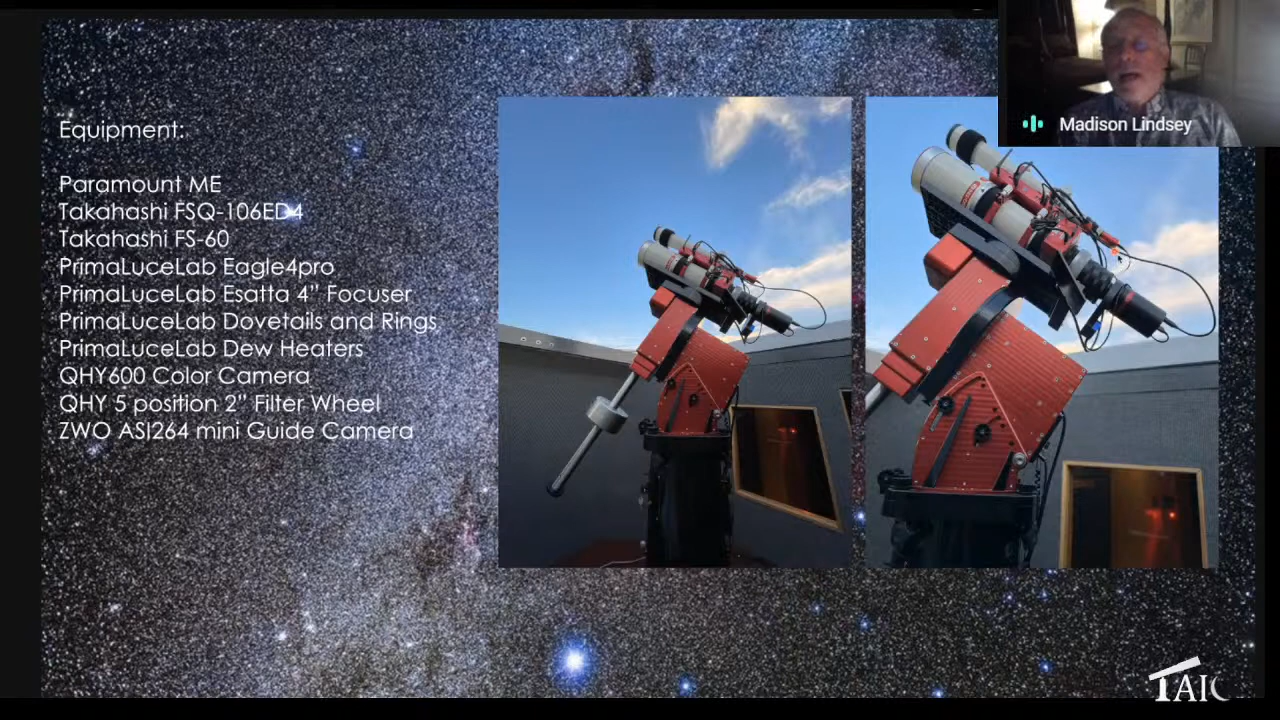 Madison Lindsey
Equipment:
Paramount ME
Takahashi FSQ-106ED4
Takahashi FS-60
PrimaLuceLab Eagle4pro
PrimaLuceLab Esatta 4” Focuser
PrimaLuceLab Dovetails and Rings
PrimaLuceLab Dew Heaters
QHY600 Color Camera
QHY 5 position 2” Filter Wheel
ZWO ASI264 mini Guide Camera
TAIC